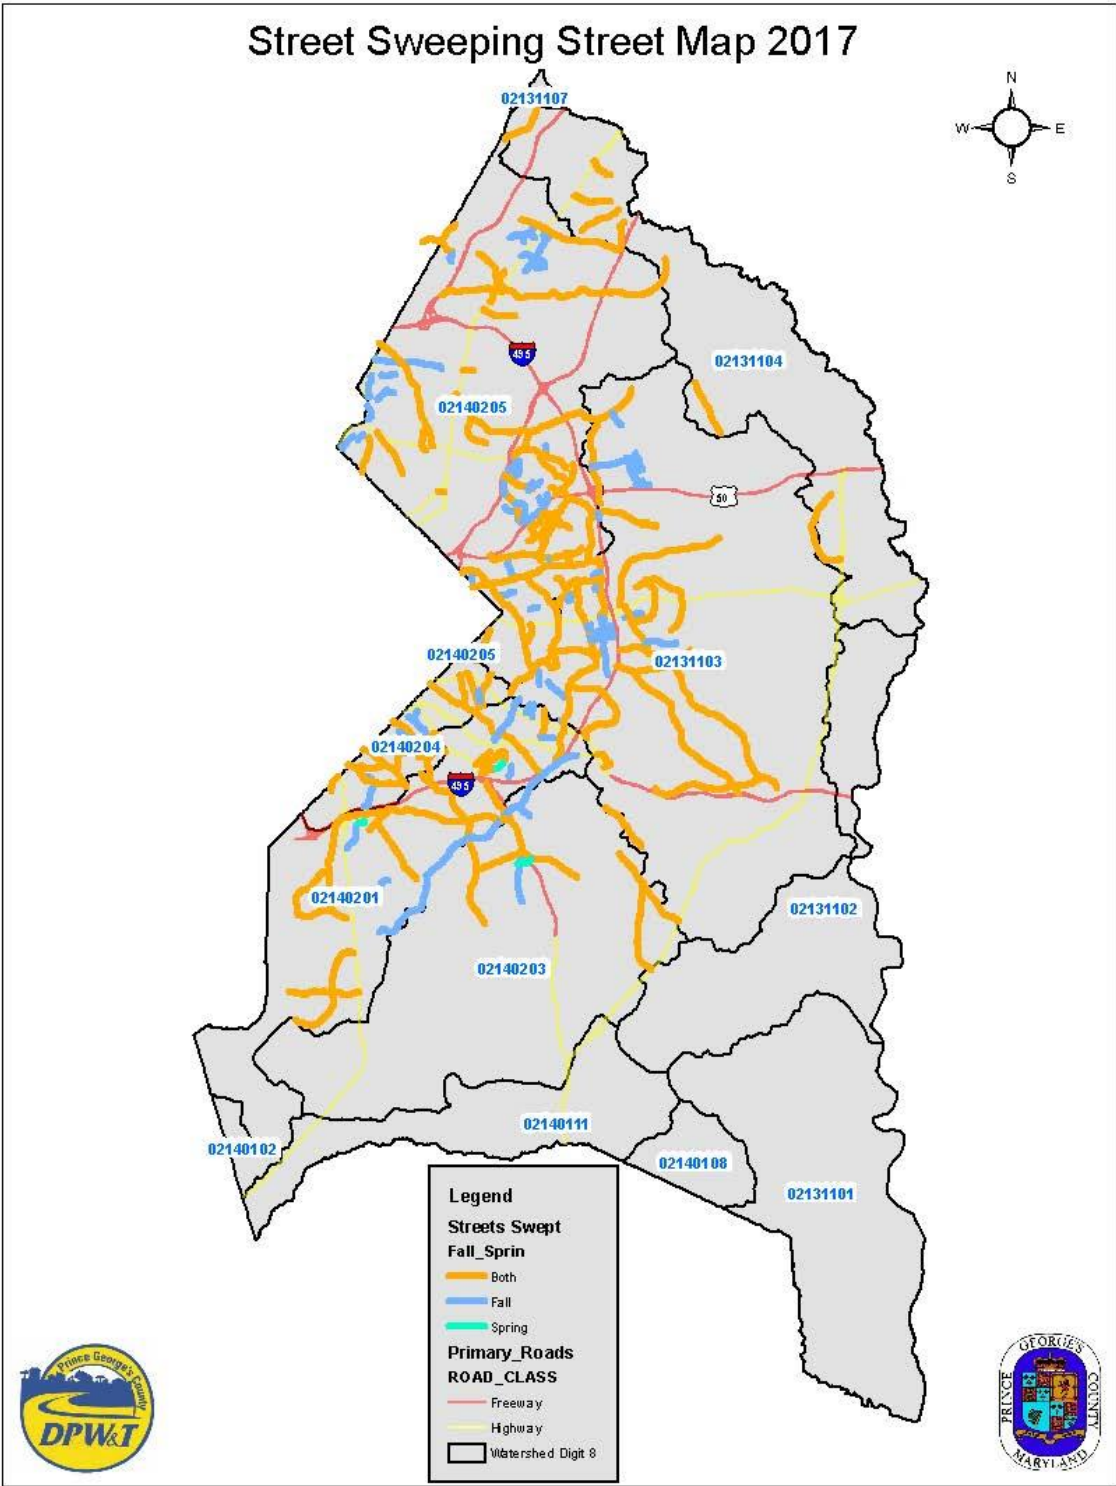 Street Sweeping Street Map 2017
N
W E
S
02131107
495
02131104
02140205
50
02140205
02131103
02140204
495
02140201
02131102
02140203
02140111
02140102
02140108
02131101
Legend
Streets Swept
Fall_Sprin
Both
Fall
Spring
Primary_Roads
ROAD_CLASS
Freeway
Highway
Watershed Digit 8
Prince George's County
DPW&T
PRINCE GEORGE'S COUNTY
MARYLAND